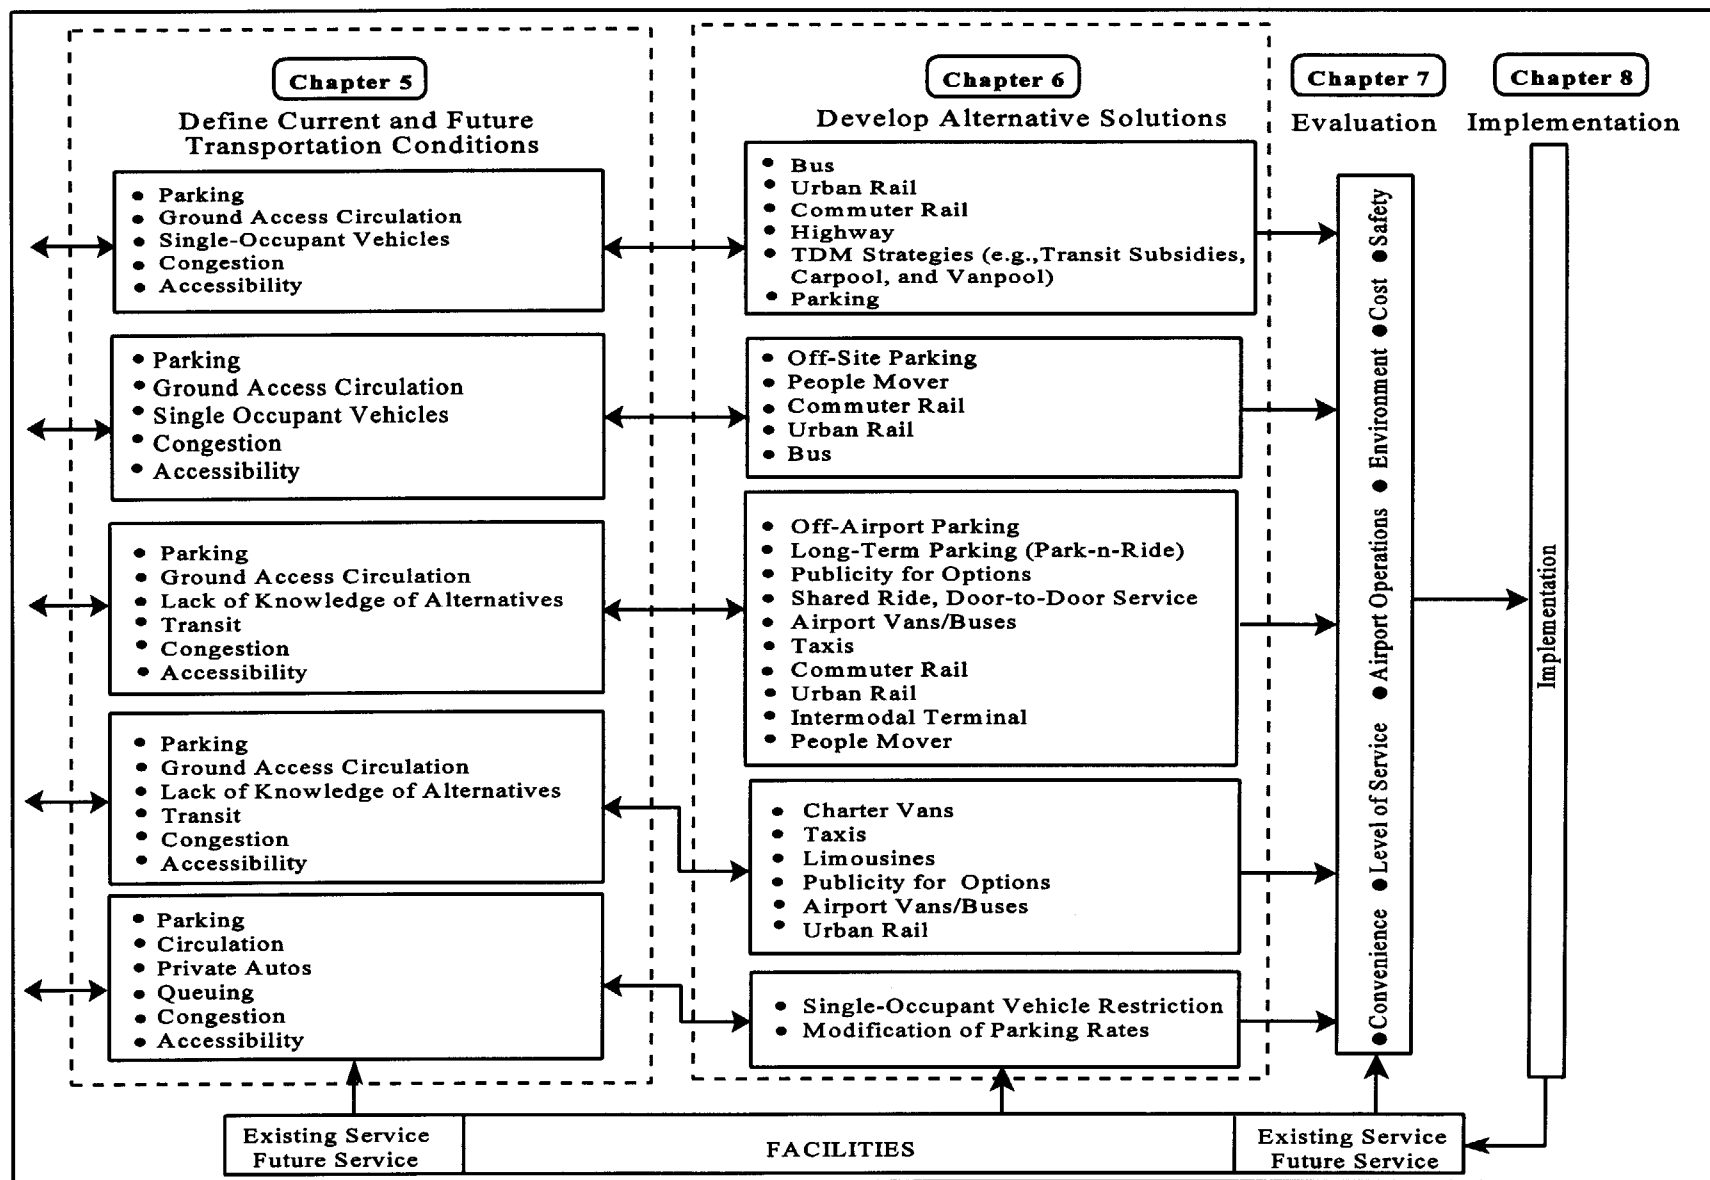 Chapter 5
Define Current and Future
Transportation Conditions
• Parking
• Ground Access Circulation
• Single-Occupant Vehicles
• Congestion
• Accessibility
• Parking
• Ground Access Circulation
• Single Occupant Vehicles
• Congestion
• Accessibility
• Parking
• Ground Access Circulation
• Lack of Knowledge of Alternatives
• Transit
• Congestion
• Accessibility
• Parking
• Ground Access Circulation
• Lack of Knowledge of Alternatives
• Transit
• Congestion
• Accessibility
• Parking
• Circulation
• Private Autos
• Queuing
• Congestion
• Accessibility
Chapter 6
Develop Alternative Solutions
• Bus
• Urban Rail
• Commuter Rail
• Highway
• TDM Strategies (e.g.,Transit Subsidies,
Carpool, and Vanpool)
• Parking
• Off-Site Parking
• People Mover
• Commuter Rail
• Urban Rail
• Bus
• Off-Airport Parking
• Long-Term Parking (Park-n-Ride)
• Publicity for Options
• Shared Ride, Door-to-Door Service
• Airport Vans/Buses
• Taxis
• Commuter Rail
• Urban Rail
• Intermodal Terminal
• People Mover
• Charter Vans
• Taxis
• Limousines
• Publicity for Options
• Airport Vans/Buses
• Urban Rail
• Single-Occupant Vehicle Restriction
• Modification of Parking Rates
Chapter 7
Evaluation
• Convenience • Level of Service • Airport Operations • Environment • Cost • Safety
Chapter 8
Implementation
Implementation
Existing Service
Future Service
FACILITIES
Existing Service
Future Service